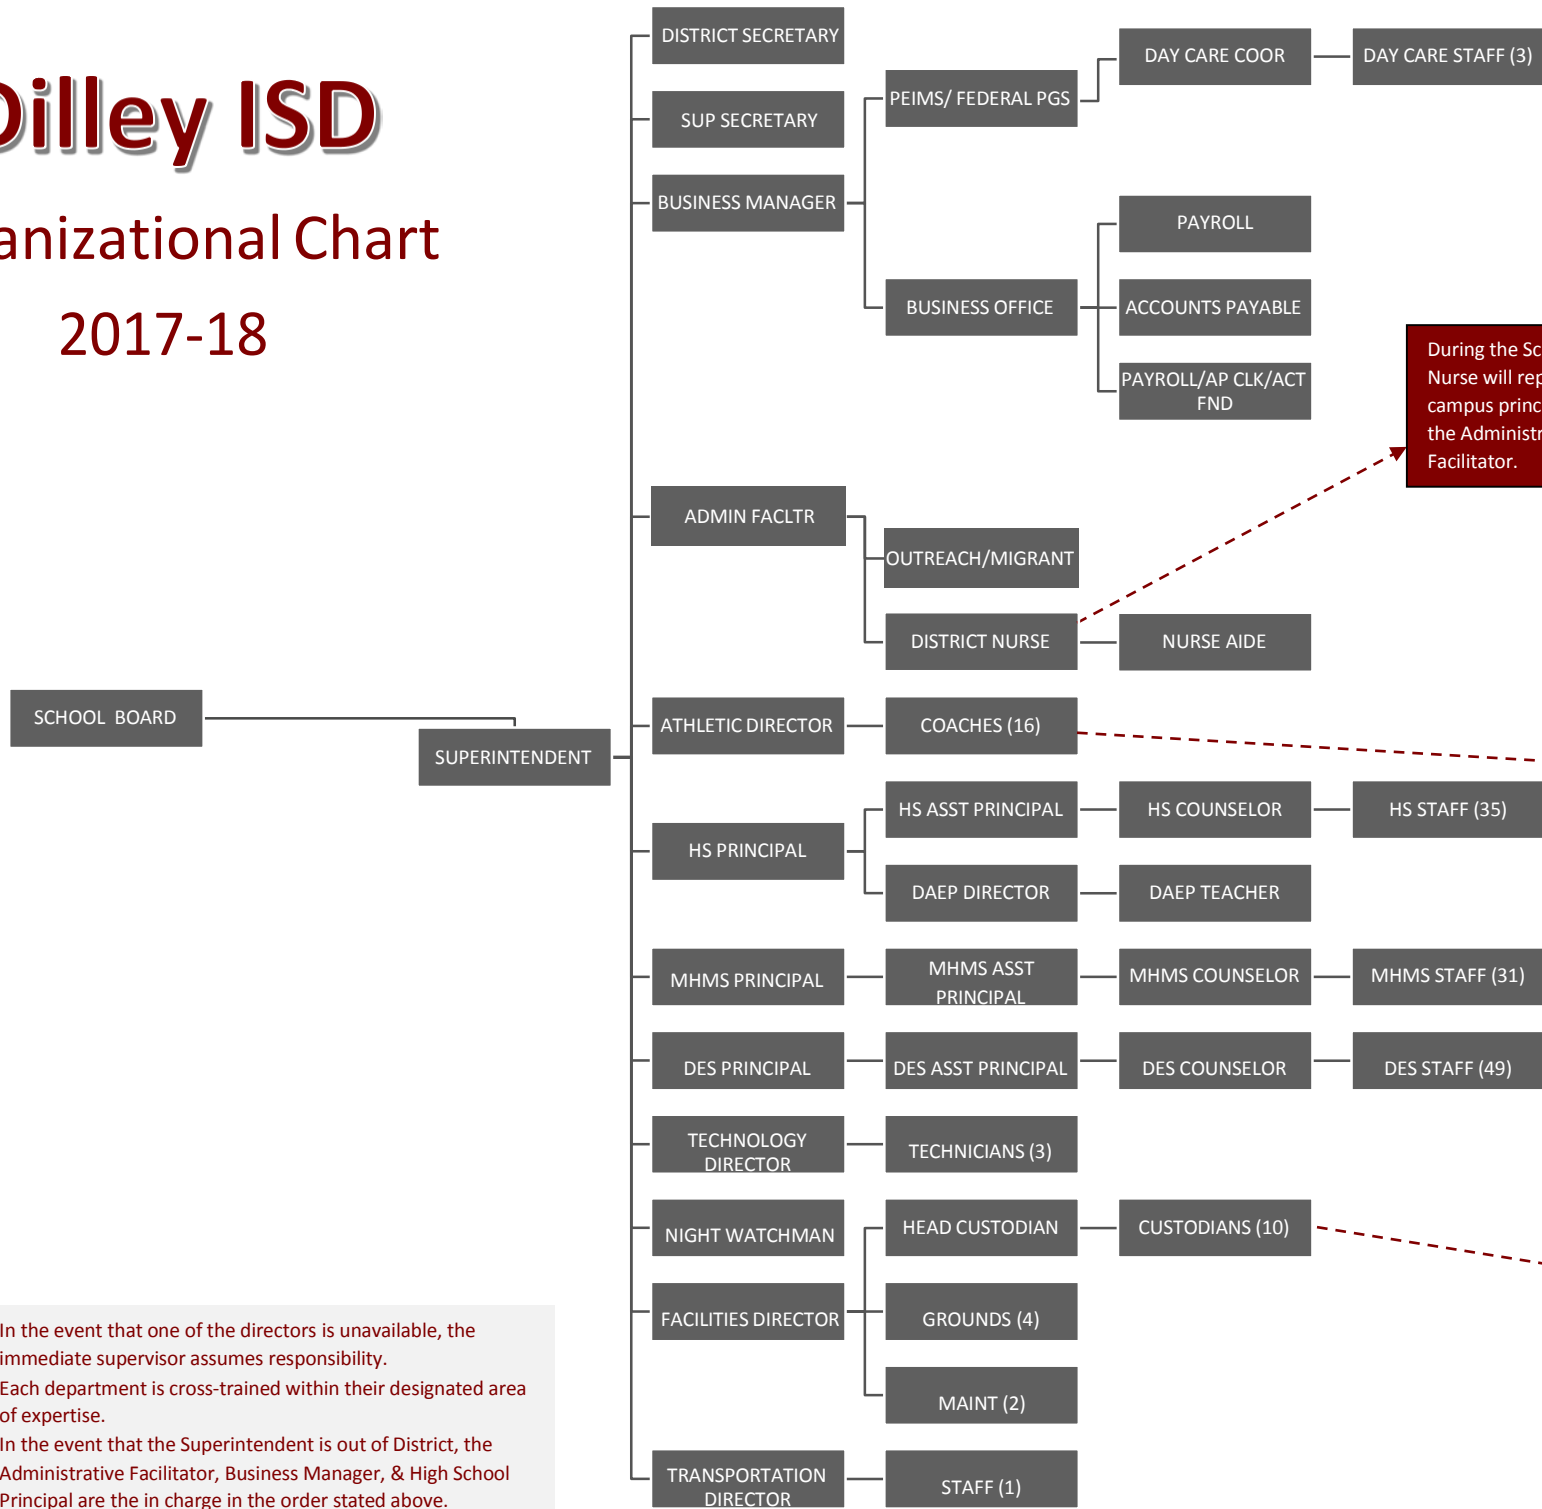 Dilley ISD
anizational Chart
2017-18
DISTRICT SECRETARY
SUP SECRETARY
BUSINESS MANAGER
PEIMS/ FEDERAL PGS
DAY CARE COOR
DAY CARE STAFF (3)
BUSINESS OFFICE
PAYROLL
ACCOUNTS PAYABLE
PAYROLL/AP CLK/ACT
FND
During the Sc
Nurse will rep
campus princ
the Administr
Facilitator.
ADMIN FACLTR
OUTREACH/MIGRANT
DISTRICT NURSE
NURSE AIDE
SCHOOL BOARD
SUPERINTENDENT
ATHLETIC DIRECTOR
COACHES (16)
HS PRINCIPAL
HS ASST PRINCIPAL
HS COUNSELOR
HS STAFF (35)
DAEP DIRECTOR
DAEP TEACHER
MHMS PRINCIPAL
MHMS ASST
PRINCIPAL
MHMS COUNSELOR
MHMS STAFF (31)
DES PRINCIPAL
DES ASST PRINCIPAL
DES COUNSELOR
DES STAFF (49)
TECHNOLOGY
DIRECTOR
TECHNICIANS (3)
NIGHT WATCHMAN
FACILITIES DIRECTOR
HEAD CUSTODIAN
CUSTODIANS (10)
GROUNDS (4)
MAINT (2)
TRANSPORTATION
DIRECTOR
STAFF (1)
In the event that one of the directors is unavailable, the
immediate supervisor assumes responsibility.
Each department is cross-trained within their designated area
of expertise.
In the event that the Superintendent is out of District, the
Administrative Facilitator, Business Manager, & High School
Principal are the in charge in the order stated above.